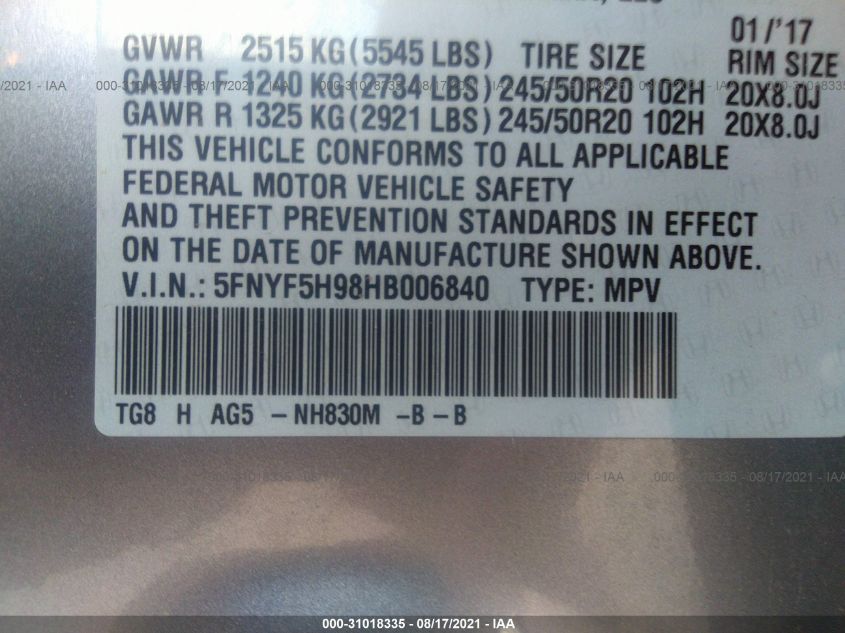 01/'17
GVWR 2515 KG (5545 LBS) TIRE SIZE RIM SIZE
GAWR F 1240 KG (2734 LBS) 245/50R20 102H 20X8.0J
GAWR R 1325 KG (2921 LBS) 245/50R20 102H 20X8.0J
THIS VEHICLE CONFORMS TO ALL APPLICABLE
FEDERAL MOTOR VEHICLE SAFETY
AND THEFT PREVENTION STANDARDS IN EFFECT
ON THE DATE OF MANUFACTURE SHOWN ABOVE.
V.I.N.: 5FNYF5H98HB006840 TYPE: MPV
TG8 H AG5 -NH830M -B-B
000-31018335 - 08/17/2021 - IAA